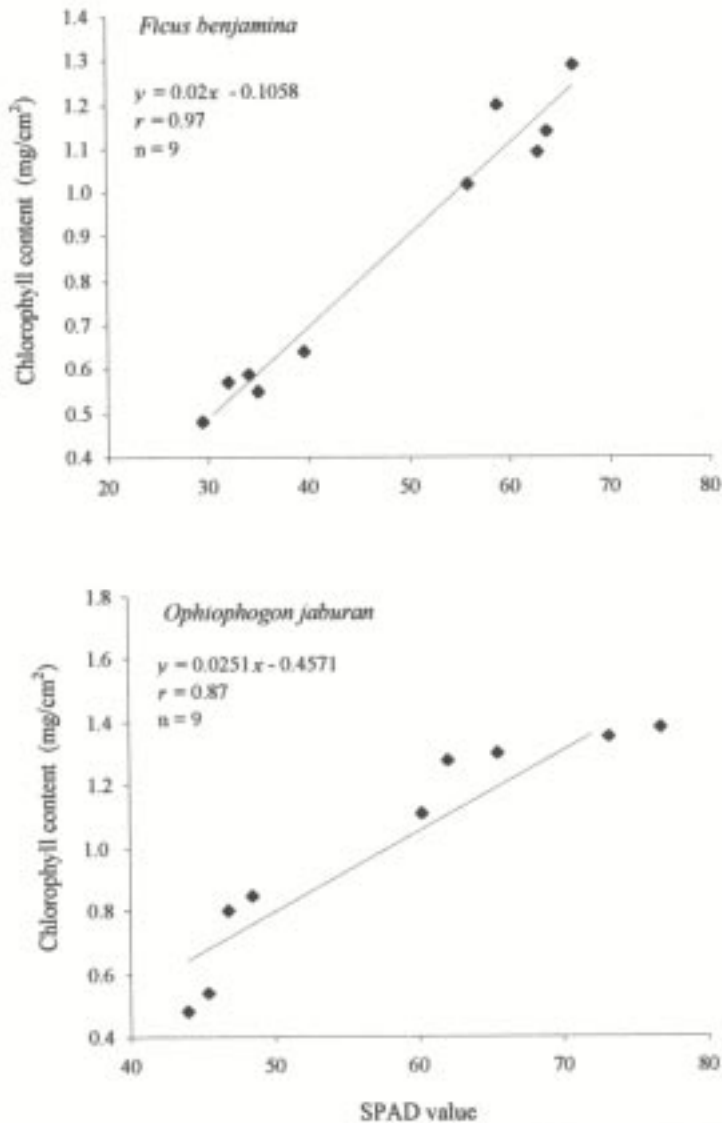 Ficus benjamina
y = 0.02x - 0.1058
r = 0.97
n = 9
Chlorophyll content (mg/cm²)
1.4
1.3
1.2
1.1
1.0
0.9
0.8
0.7
0.6
0.5
0.4
20 30 40 50 60 70 80
Ophiophogon jaburan
y = 0.0251x - 0.4571
r = 0.87
n = 9
Chlorophyll content (mg/cm²)
1.8
1.6
1.4
1.2
1.0
0.8
0.6
0.4
40 50 60 70 80
SPAD value